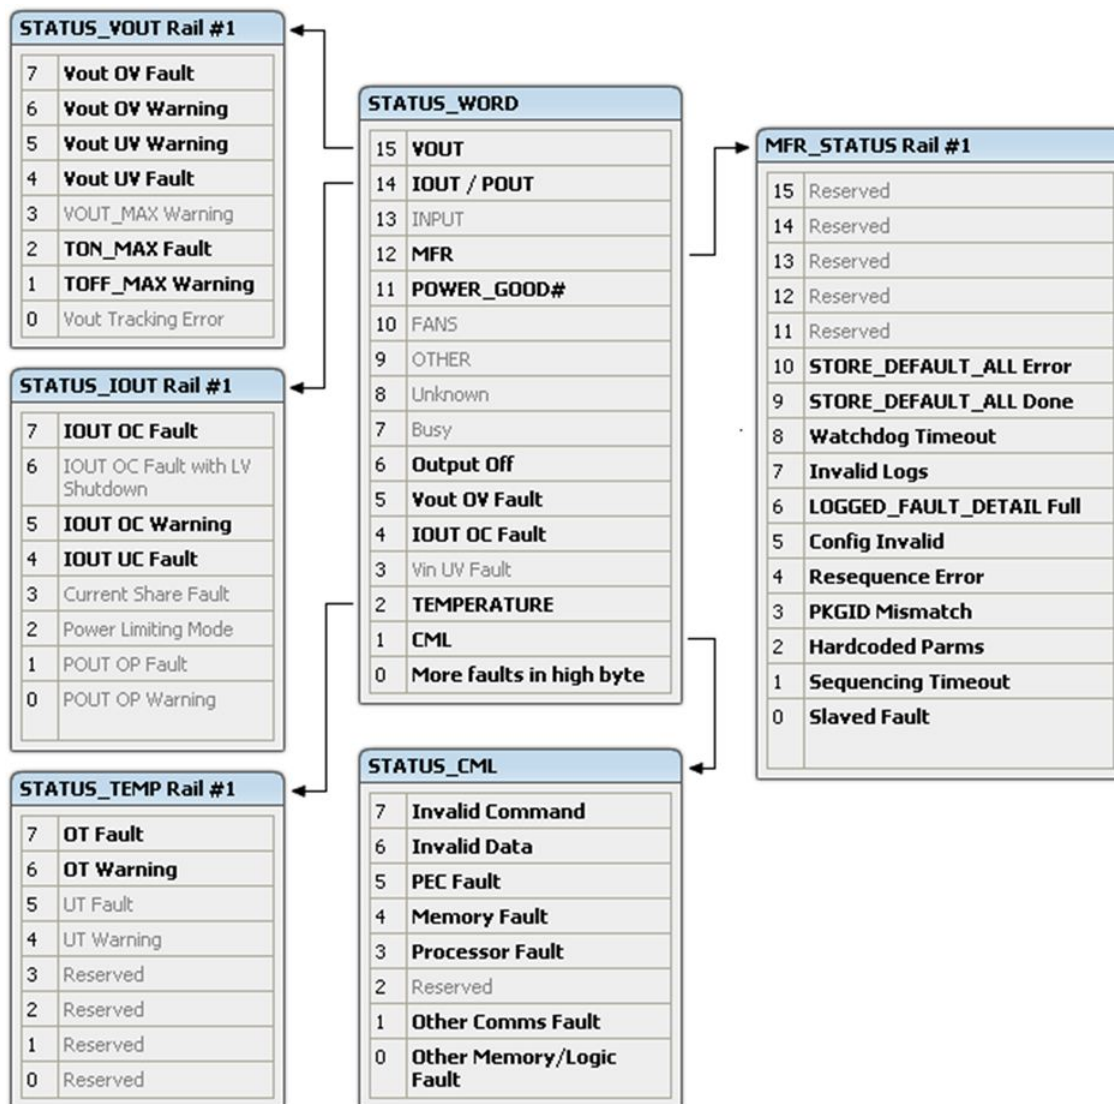 STATUS_VOUT Rail #1
7 Vout OV Fault
6 Vout OV Warning
5 Vout UV Warning
4 Vout UV Fault
3 VOUT_MAX Warning
2 TON_MAX Fault
1 TOFF_MAX Warning
0 Vout Tracking Error
STATUS_IOUT Rail #1
7 IOUT OC Fault
6 IOUT OC Fault with LV
Shutdown
5 IOUT OC Warning
4 IOUT UC Fault
3 Current Share Fault
2 Power Limiting Mode
1 POUT OP Fault
0 POUT OP Warning
STATUS_TEMP Rail #1
7 OT Fault
6 OT Warning
5 UT Fault
4 UT Warning
3 Reserved
2 Reserved
1 Reserved
0 Reserved
STATUS_WORD
15 VOUT
14 IOUT / POUT
13 INPUT
12 MFR
11 POWER_GOOD#
10 FANS
9 OTHER
8 Unknown
7 Busy
6 Output Off
5 Vout OV Fault
4 IOUT OC Fault
3 Vin UV Fault
2 TEMPERATURE
1 CML
0 More faults in high byte
STATUS_CML
7 Invalid Command
6 Invalid Data
5 PEC Fault
4 Memory Fault
3 Processor Fault
2 Reserved
1 Other Comms Fault
0 Other Memory/Logic
Fault
MFR_STATUS Rail #1
15 Reserved
14 Reserved
13 Reserved
12 Reserved
11 Reserved
10 STORE_DEFAULT_ALL Error
9 STORE_DEFAULT_ALL Done
8 Watchdog Timeout
7 Invalid Logs
6 LOGGED_FAULT_DETAIL Full
5 Config Invalid
4 Resequence Error
3 PKGID Mismatch
2 Hardcoded Parms
1 Sequencing Timeout
0 Slaved Fault